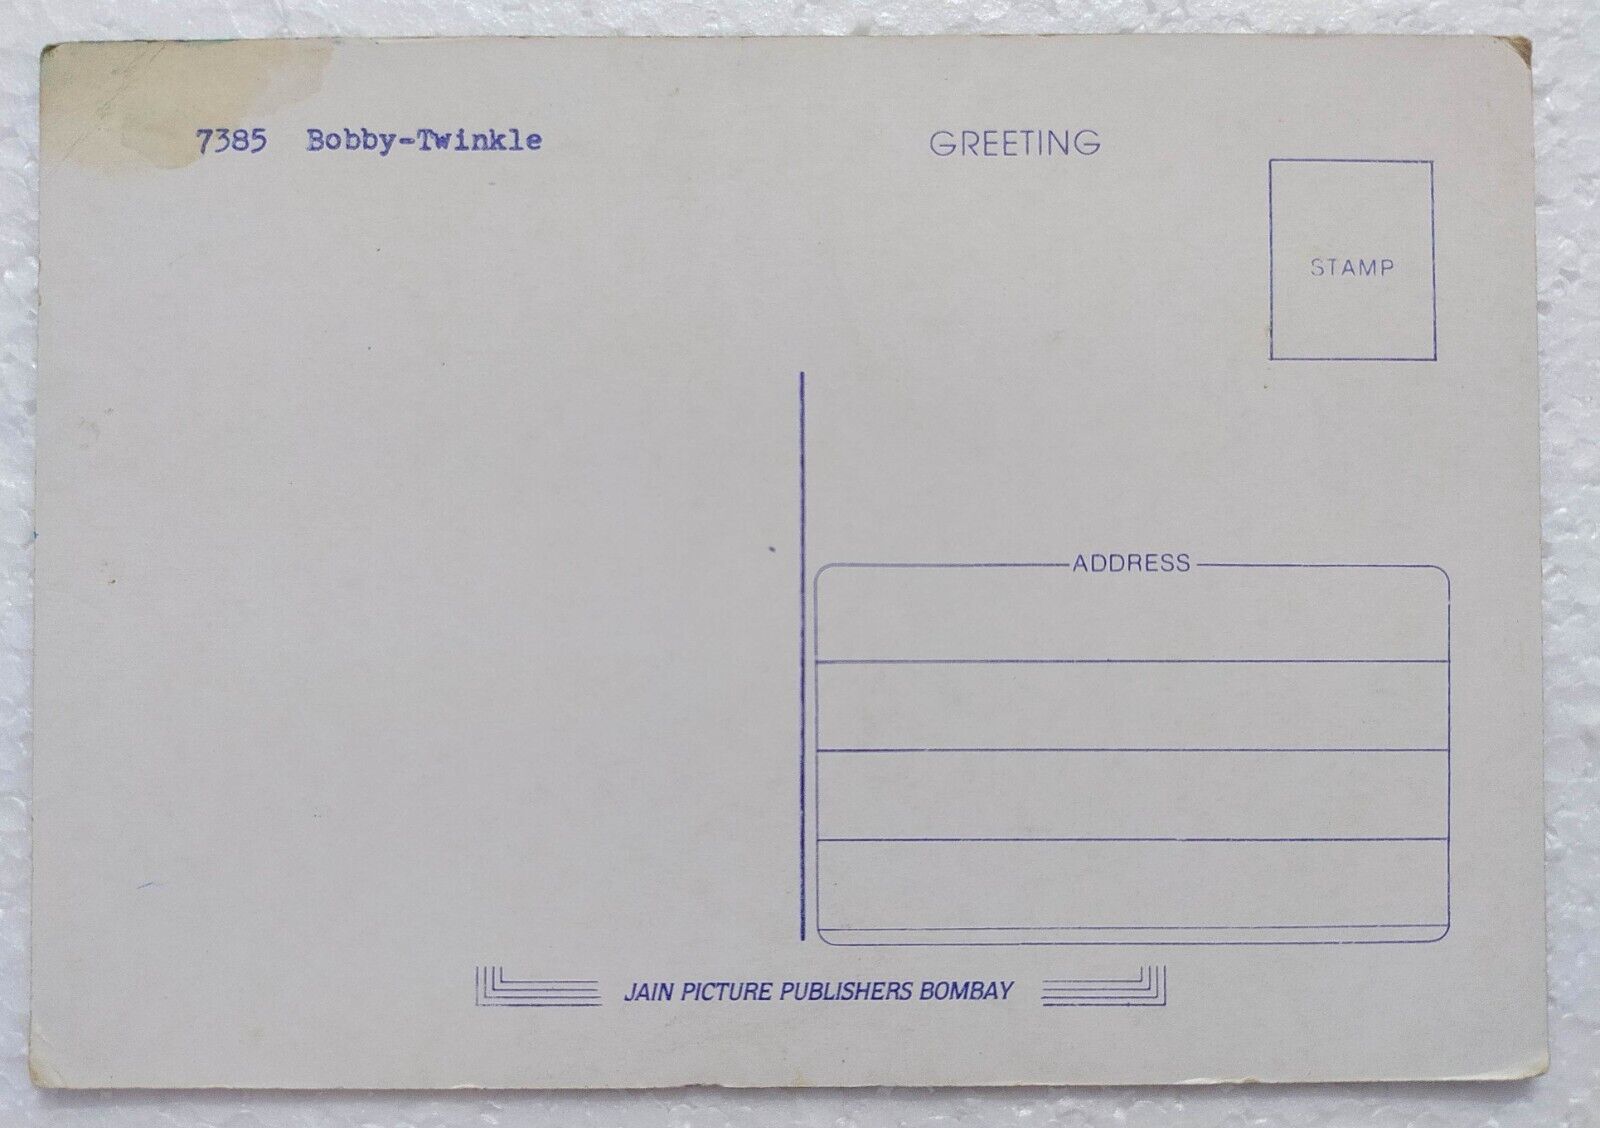 7385 Bobby-Twinkle
GREETING
STAMP
ADDRESS
JAIN PICTURE PUBLISHERS BOMBAY